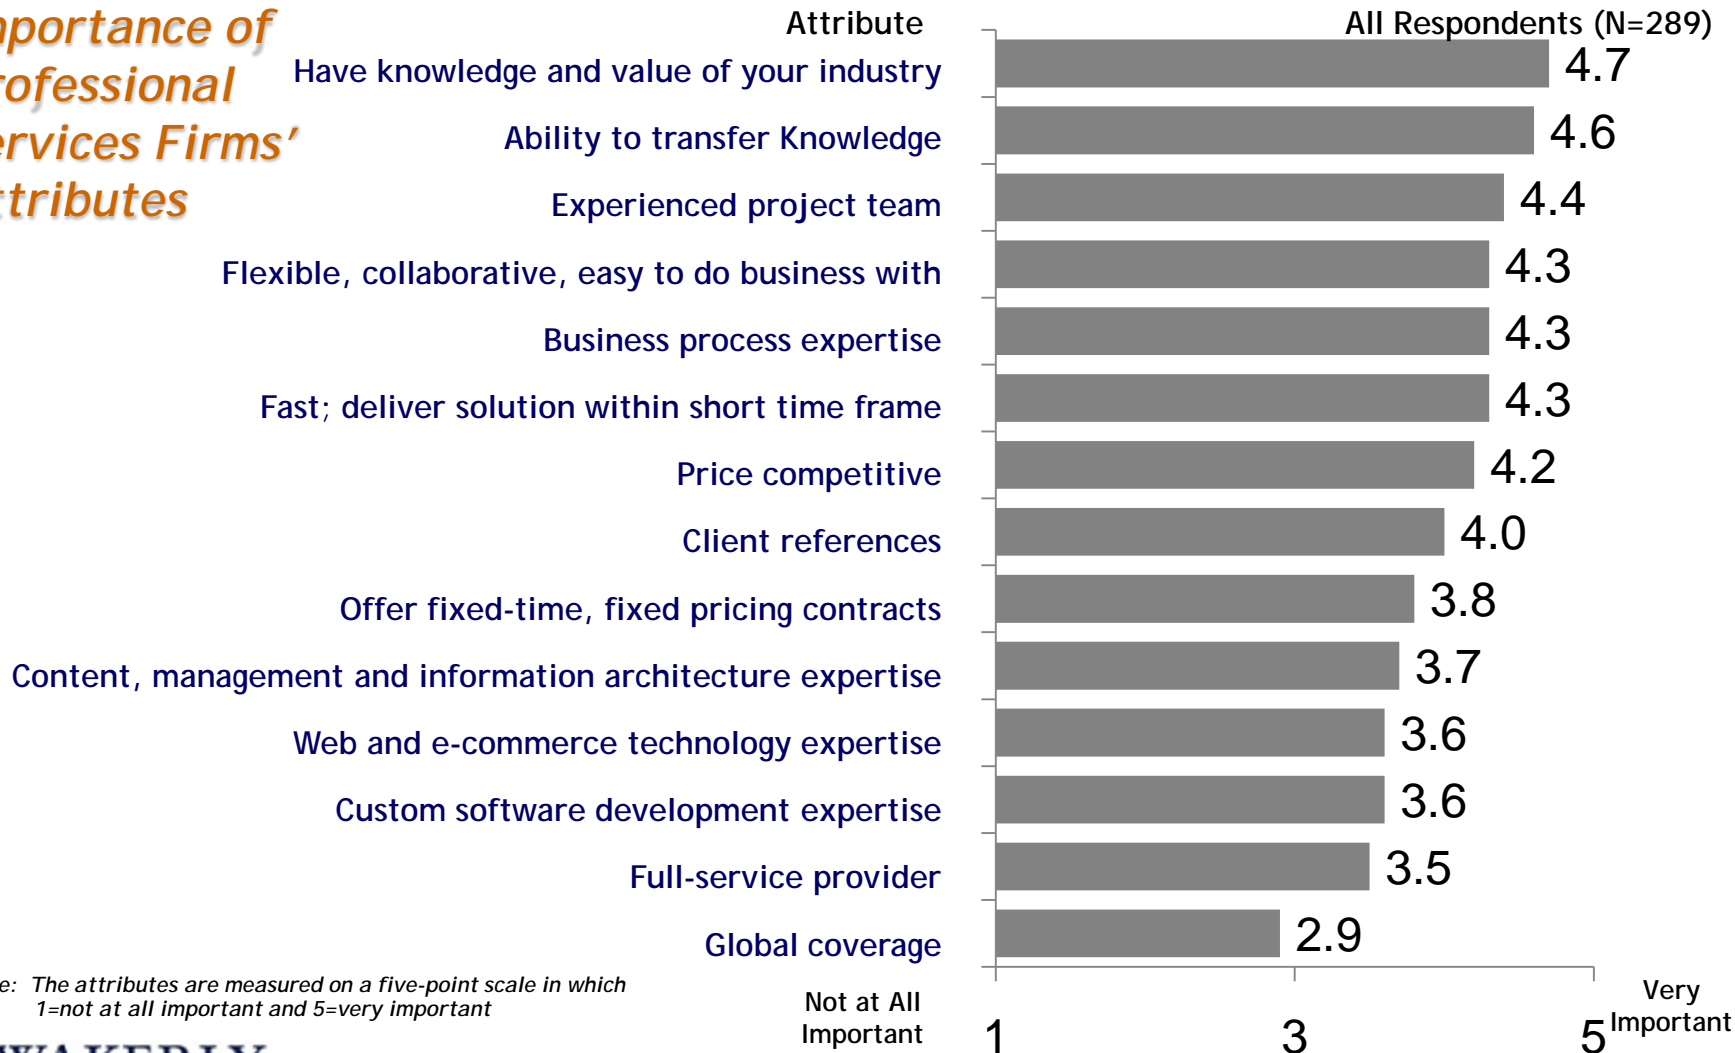 mportance of
rofessional
ervices Firms’
ttributes
Attribute
All Respondents (N=289)
Have knowledge and value of your industry
4.7
Ability to transfer Knowledge
4.6
Experienced project team
4.4
Flexible, collaborative, easy to do business with
4.3
Business process expertise
4.3
Fast; deliver solution within short time frame
4.3
Price competitive
4.2
Client references
4.0
Offer fixed-time, fixed pricing contracts
3.8
Content, management and information architecture expertise
3.7
Web and e-commerce technology expertise
3.6
Custom software development expertise
3.6
Full-service provider
3.5
Global coverage
2.9
e: The attributes are measured on a five-point scale in which
1=not at all important and 5=very important
Not at All
Important
1
3
5
Very
Important